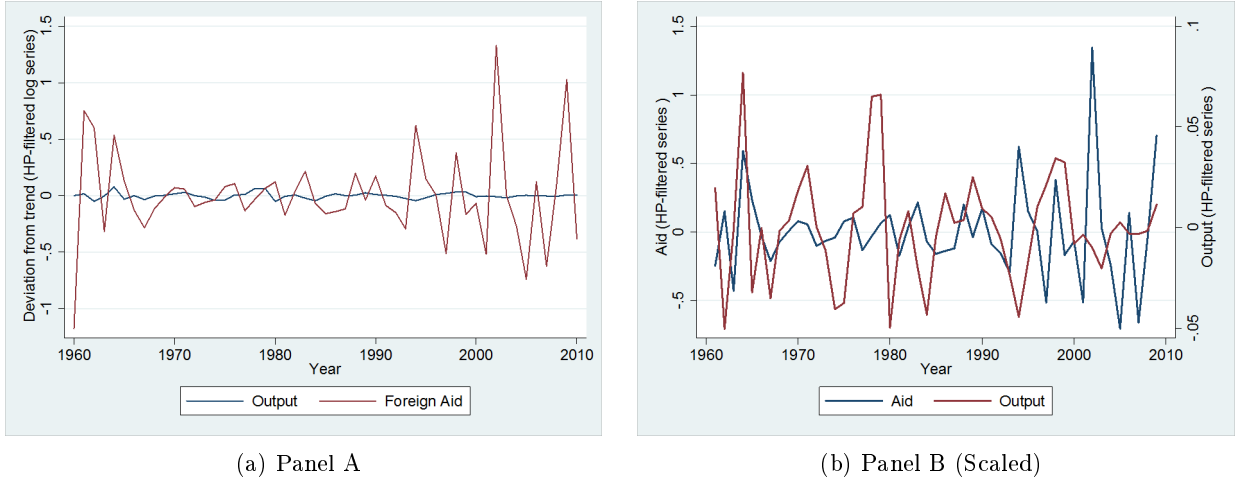 Deviation from trend (HP-filtered log series)
1.5
1
.5
0
-.5
-1
1960 1970 1980 1990 2000 2010
Year
Output Foreign Aid
(a) Panel A
Aid (HP-filtered series )
1.5
1
.5
0
-.5
.1
.05
0
-.05
Output (HP-filtered series )
1960 1970 1980 1990 2000 2010
Year
Aid Output
(b) Panel B (Scaled)